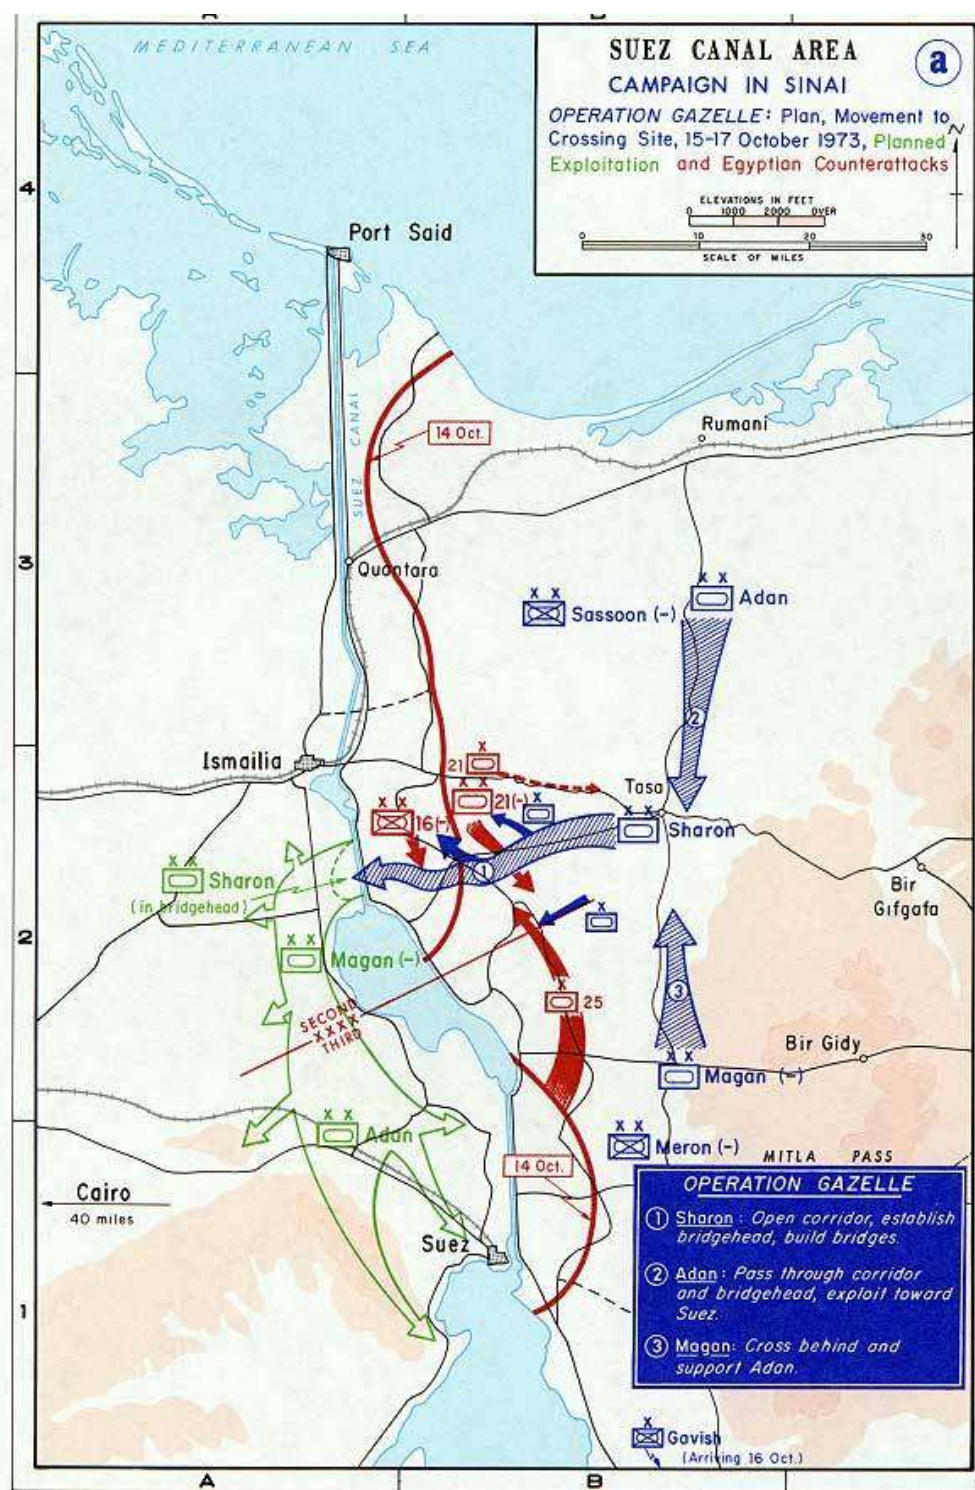 A
B
MEDITERRANEAN SEA
SUEZ CANAL AREA
a
CAMPAIGN IN SINAI
OPERATION GAZELLE: Plan, Movement to
Crossing Site, 15-17 October 1973, Planned
Exploitation and Egyptian Counterattacks
N
ELEVATIONS IN FEET
0 1000 2000 OVER
0 10 20 30
SCALE OF MILES
4
Port Said
SUEZ CANAL
14 Oct.
Rumani
3
Quantara
X X
Adan
X X
Sassoon (-)
2
Ismailia
X
21
X X
21(-)
Tasa
X X
16(-)
X
X X
Sharon
1
X X
Sharon
(in bridgehead)
Bir
Gifgafa
X
2
X X
Magan (-)
X
25
3
SECOND
XXXX
THIRD
Bir Gidy
X X
Magan (-)
X X
Adan
X X
Meron (-)
14 Oct.
MITLA PASS
Cairo
40 miles
Suez
1
OPERATION GAZELLE
1 Sharon: Open corridor, establish
bridgehead, build bridges.
2 Adan: Pass through corridor
and bridgehead, exploit toward
Suez.
3 Magan: Cross behind and
support Adan.
X
Gavish
(Arriving 16 Oct.)
A
B